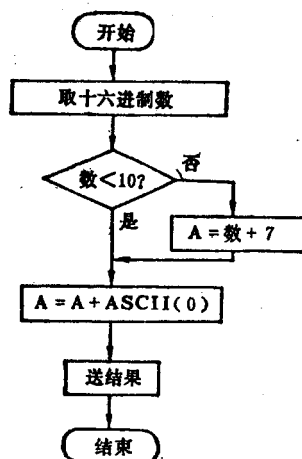 开始
取十六进制数
数<10?
否
是
A=数+7
A=A+ASCII(0)
送结果
结束